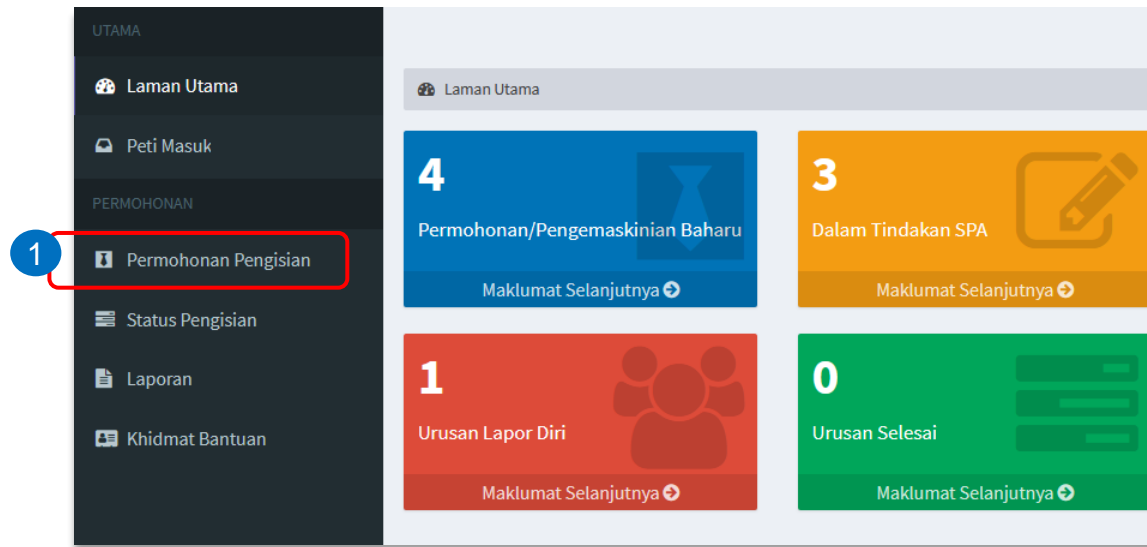 UTAMA
Laman Utama
Peti Masuk
PERMOHONAN
1
Permohonan Pengisian
Status Pengisian
Laporan
Khidmat Bantuan
Laman Utama
4
Permohonan/Pengemaskinian Baharu
Maklumat Selanjutnya
3
Dalam Tindakan SPA
Maklumat Selanjutnya
1
Urusan Lapor Diri
Maklumat Selanjutnya
0
Urusan Selesai
Maklumat Selanjutnya